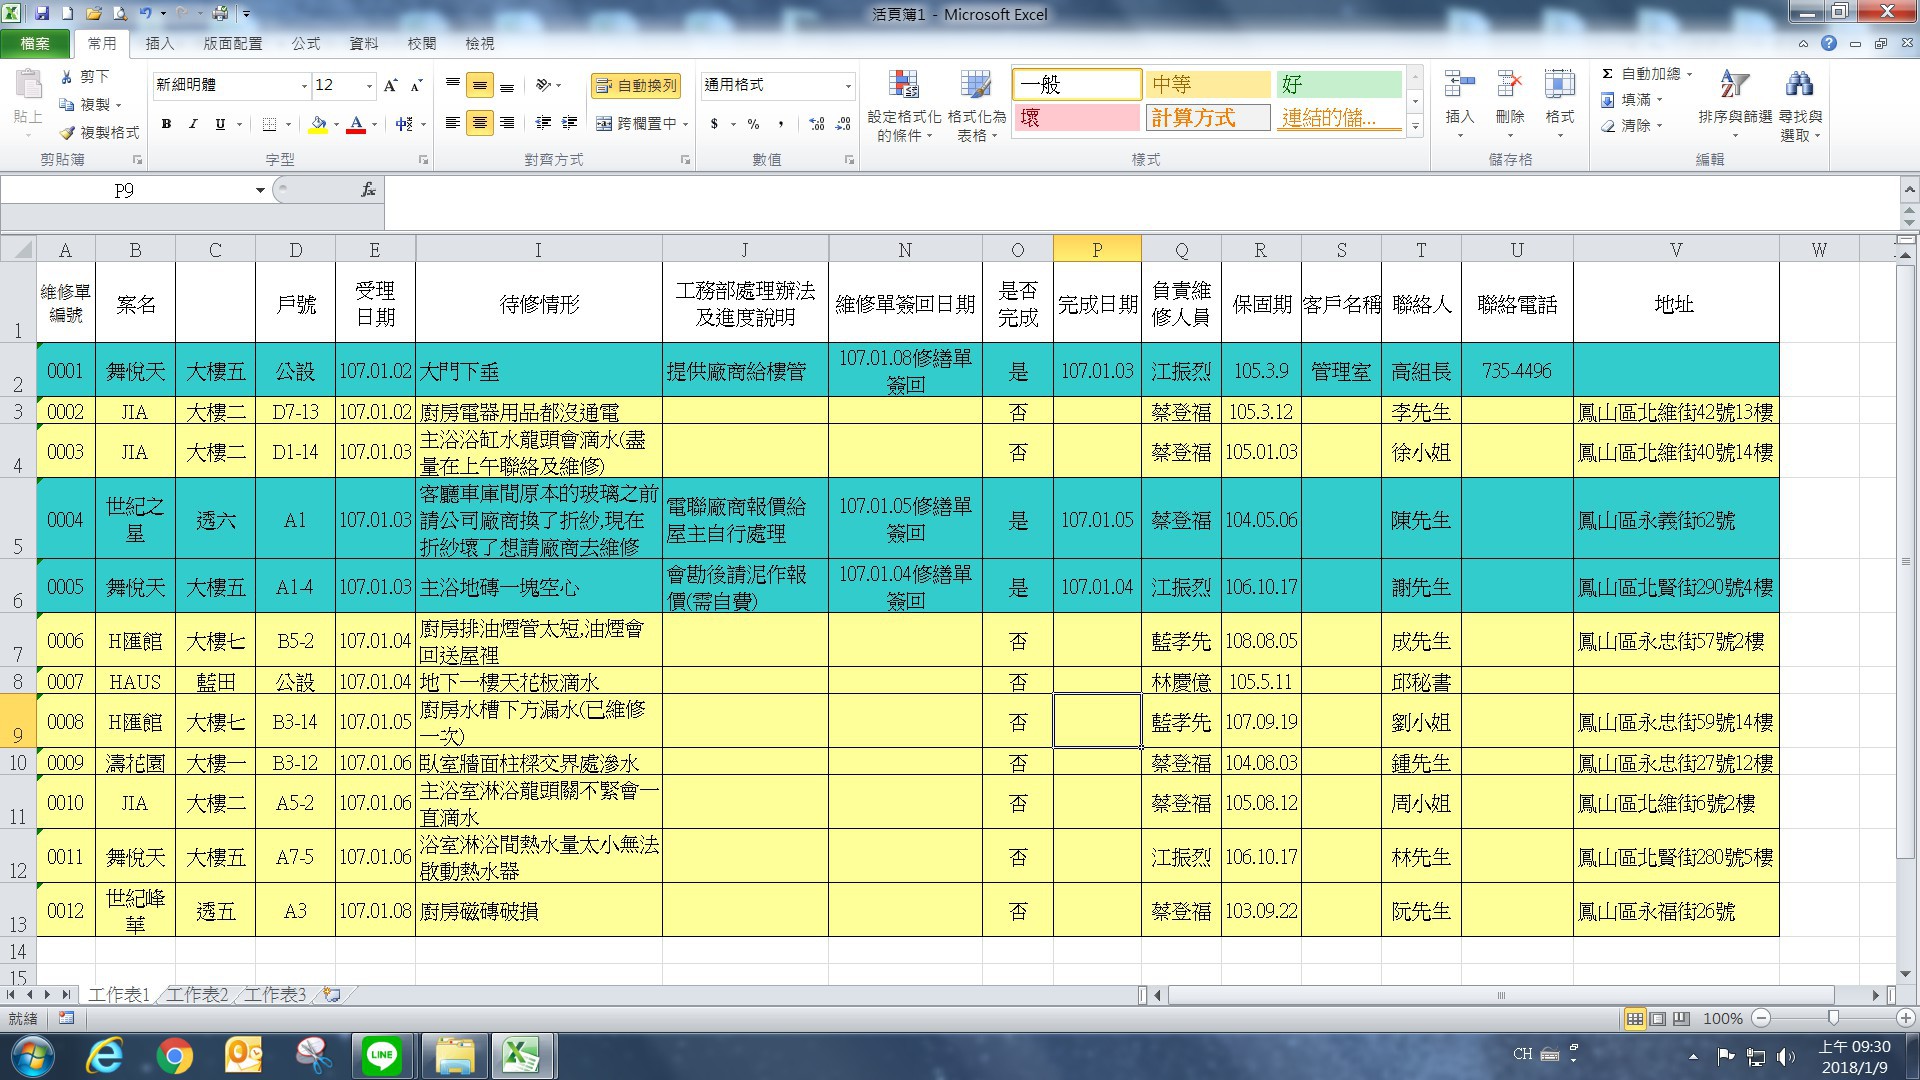 活頁簿1 - Microsoft Excel
檔案 常用 插入 版面配置 公式 資料 校閱 檢視
貼上
剪下
複製
複製格式
剪貼簿
新細明體 12
B I U
字型
自動換列
跨欄置中
對齊方式
通用格式
$ % ,
數值
設定格式化的條件
格式化為表格
一般 中等 好
壞 計算方式 連結的儲...
樣式
插入 刪除 格式
儲存格
Σ 自動加總
填滿
清除
排序與篩選
尋找與選取
編輯
P9 fx
A B C D E I J N O P Q R S T U V W
1 維修單編號 案名 戶號 受理日期 待修情形 工務部處理辦法及進度說明 維修單簽回日期 是否完成 完成日期 負責維修人員 保固期 客戶名稱 聯絡人 聯絡電話 地址
2 0001 舞悅天 大樓五 公設 107.01.02 大門下垂 提供廠商給樓管 107.01.08修繕單簽回 是 107.01.03 江振烈 105.3.9 管理室 高組長 735-4496
3 0002 JIA 大樓二 D7-13 107.01.02 廚房電器用品都沒通電 否 蔡登福 105.3.12 李先生 鳳山區北維街42號13樓
4 0003 JIA 大樓二 D1-14 107.01.03 主浴浴缸水龍頭會滴水(盡量在上午聯絡及維修) 否 蔡登福 105.01.03 徐小姐 鳳山區北維街40號14樓
5 0004 世紀之星 透六 A1 107.01.03 客廳車庫間原本的玻璃之前請公司廠商換了折紗,現在折紗壞了想請廠商去維修 電聯廠商報價給屋主自行處理 107.01.05修繕單簽回 是 107.01.05 蔡登福 104.05.06 陳先生 鳳山區永義街62號
6 0005 舞悅天 大樓五 A1-4 107.01.03 主浴地磚一塊空心 會勘後請泥作報價(需自費) 107.01.04修繕單簽回 是 107.01.04 江振烈 106.10.17 謝先生 鳳山區北賢街290號4樓
7 0006 H匯館 大樓七 B5-2 107.01.04 廚房排油煙管太短,油煙會回送屋裡 否 藍孝先 108.08.05 成先生 鳳山區永忠街57號2樓
8 0007 HAUS 藍田 公設 107.01.04 地下一樓天花板滴水 否 林慶億 105.5.11 邱秘書
9 0008 H匯館 大樓七 B3-14 107.01.05 廚房水槽下方漏水(已維修一次) 否 藍孝先 107.09.19 劉小姐 鳳山區永忠街59號14樓
10 0009 濤花園 大樓一 B3-12 107.01.06 臥室牆面柱樑交界處滲水 否 蔡登福 104.08.03 鍾先生 鳳山區永忠街27號12樓
11 0010 JIA 大樓二 A5-2 107.01.06 主浴室淋浴龍頭關不緊會一直滴水 否 蔡登福 105.08.12 周小姐 鳳山區北維街6號2樓
12 0011 舞悅天 大樓五 A7-5 107.01.06 浴室淋浴間熱水量太小無法啟動熱水器 否 江振烈 106.10.17 林先生 鳳山區北賢街280號5樓
13 0012 世紀峰華 透五 A3 107.01.08 廚房磁磚破損 否 蔡登福 103.09.22 阮先生 鳳山區永福街26號
14
15
工作表1 工作表2 工作表3
就緒 100%
LINE
CH
上午 09:30
2018/1/9